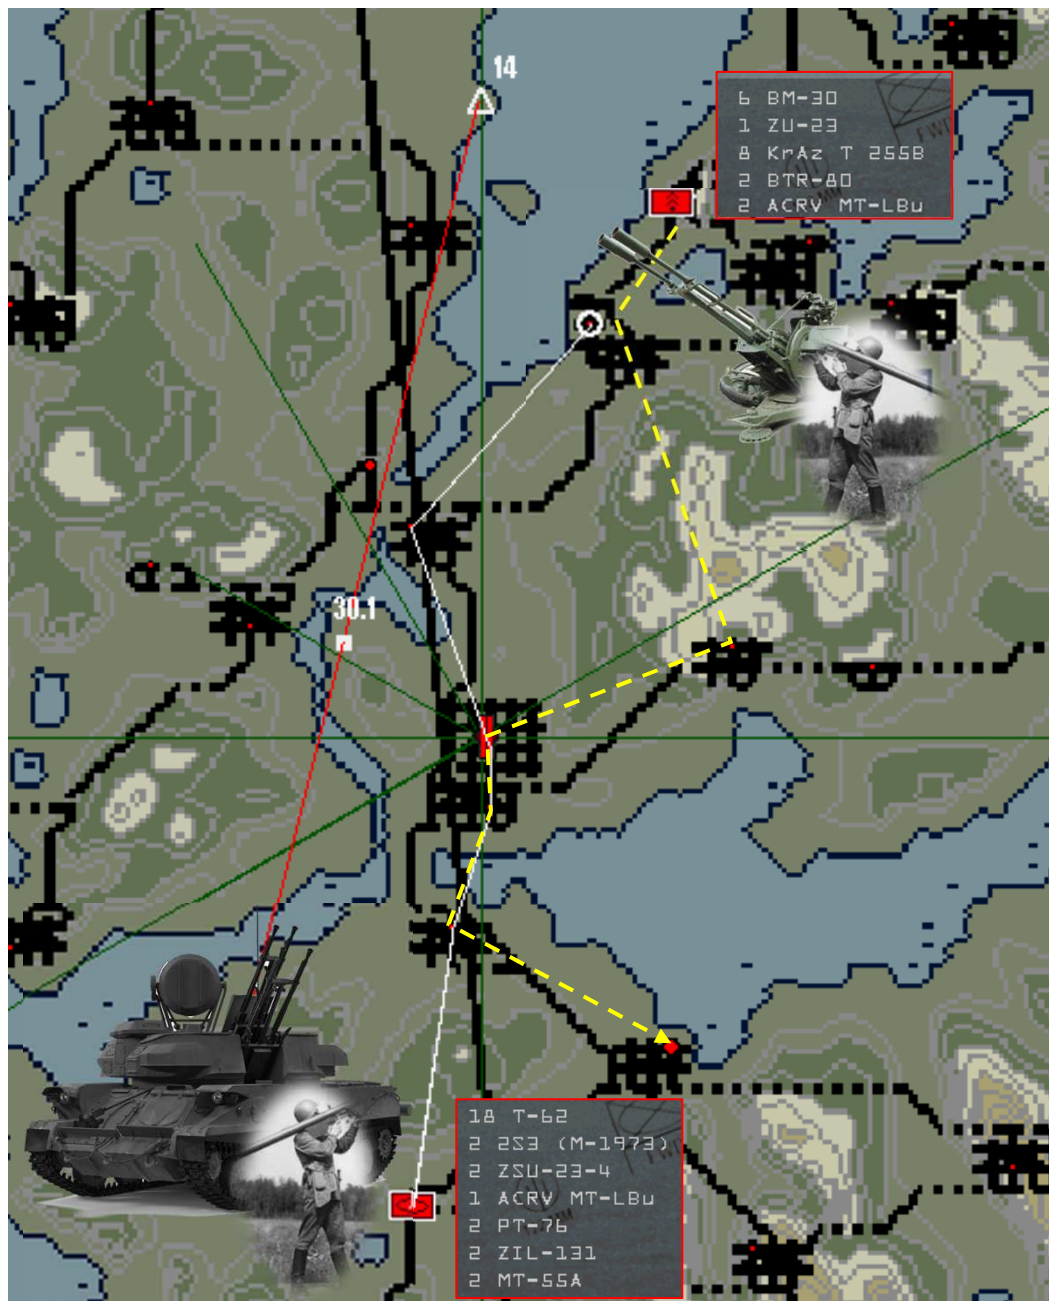 14
6 BM-30
1 ZU-23
8 KrAz T 255B
2 BTR-80
2 ACRV MT-LBu
30.1
18 T-62
2 2S3 (M-1973)
2 ZSU-23-4
1 ACRV MT-LBu
2 PT-76
2 ZIL-131
2 MT-55A